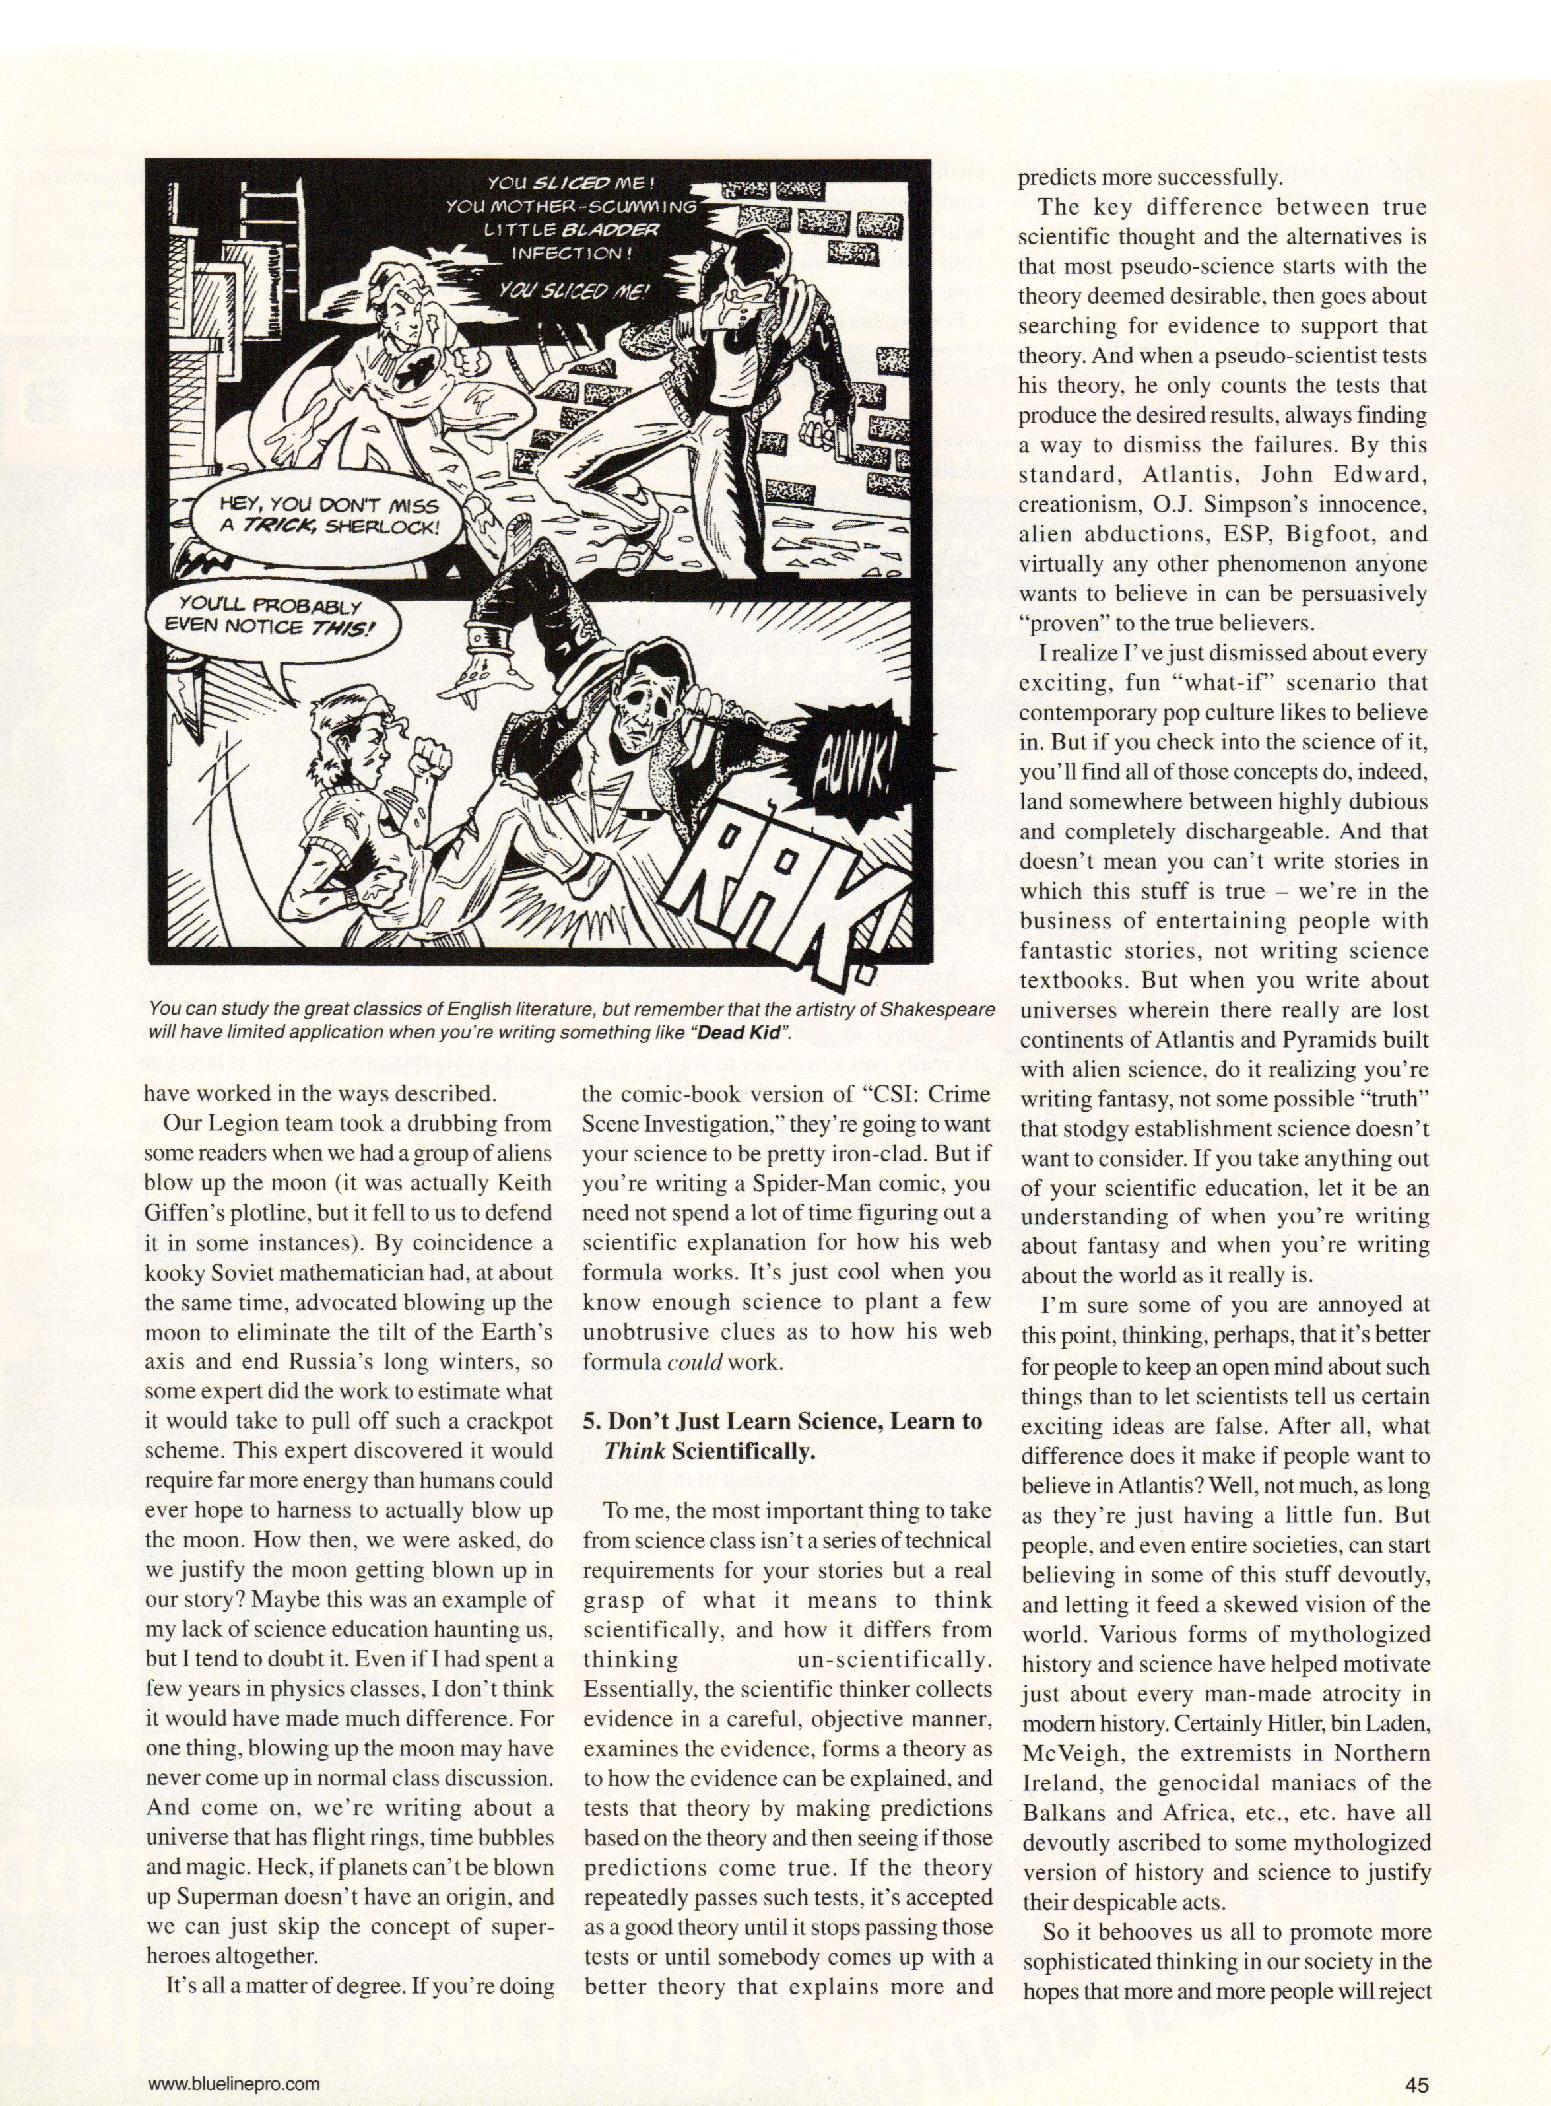 YOU SLICED ME!
YOU MOTHER-SCUMMING
LITTLE BLADDER
INFECTION!
YOU SLICED ME!
HEY, YOU DON'T MISS
A TRICK, SHERLOCK!
YOU'LL PROBABLY
EVEN NOTICE THIS!
AUWK!
RAK!
You can study the great classics of English literature, but remember that the artistry of Shakespeare
will have limited application when you're writing something like “Dead Kid”.
have worked in the ways described.
Our Legion team took a drubbing from
some readers when we had a group of aliens
blow up the moon (it was actually Keith
Giffen's plotline, but it fell to us to defend
it in some instances). By coincidence a
kooky Soviet mathematician had, at about
the same time, advocated blowing up the
moon to eliminate the tilt of the Earth's
axis and end Russia's long winters, so
some expert did the work to estimate what
it would take to pull off such a crackpot
scheme. This expert discovered it would
require far more energy than humans could
ever hope to harness to actually blow up
the moon. How then, we were asked, do
we justify the moon getting blown up in
our story? Maybe this was an example of
my lack of science education haunting us,
but I tend to doubt it. Even if I had spent a
few years in physics classes, I don't think
it would have made much difference. For
one thing, blowing up the moon may have
never come up in normal class discussion.
And come on, we're writing about a
universe that has flight rings, time bubbles
and magic. Heck, if planets can't be blown
up Superman doesn't have an origin, and
we can just skip the concept of super-
heroes altogether.
It's all a matter of degree. If you're doing
the comic-book version of “CSI: Crime
Scene Investigation,” they're going to want
your science to be pretty iron-clad. But if
you're writing a Spider-Man comic, you
need not spend a lot of time figuring out a
scientific explanation for how his web
formula works. It's just cool when you
know enough science to plant a few
unobtrusive clues as to how his web
formula could work.
5. Don't Just Learn Science, Learn to
Think Scientifically.
To me, the most important thing to take
from science class isn't a series of technical
requirements for your stories but a real
grasp of what it means to think
scientifically, and how it differs from
thinking un-scientifically.
Essentially, the scientific thinker collects
evidence in a careful, objective manner,
examines the evidence, forms a theory as
to how the evidence can be explained, and
tests that theory by making predictions
based on the theory and then seeing if those
predictions come true. If the theory
repeatedly passes such tests, it's accepted
as a good theory until it stops passing those
tests or until somebody comes up with a
better theory that explains more and
predicts more successfully.
The key difference between true
scientific thought and the alternatives is
that most pseudo-science starts with the
theory deemed desirable, then goes about
searching for evidence to support that
theory. And when a pseudo-scientist tests
his theory, he only counts the tests that
produce the desired results, always finding
a way to dismiss the failures. By this
standard, Atlantis, John Edward,
creationism, O.J. Simpson's innocence,
alien abductions, ESP, Bigfoot, and
virtually any other phenomenon anyone
wants to believe in can be persuasively
“proven” to the true believers.
I realize I've just dismissed about every
exciting, fun “what-if” scenario that
contemporary pop culture likes to believe
in. But if you check into the science of it,
you'll find all of those concepts do, indeed,
land somewhere between highly dubious
and completely dischargeable. And that
doesn't mean you can't write stories in
which this stuff is true – we're in the
business of entertaining people with
fantastic stories, not writing science
textbooks. But when you write about
universes wherein there really are lost
continents of Atlantis and Pyramids built
with alien science, do it realizing you're
writing fantasy, not some possible “truth”
that stodgy establishment science doesn't
want to consider. If you take anything out
of your scientific education, let it be an
understanding of when you're writing
about fantasy and when you're writing
about the world as it really is.
I'm sure some of you are annoyed at
this point, thinking, perhaps, that it's better
for people to keep an open mind about such
things than to let scientists tell us certain
exciting ideas are false. After all, what
difference does it make if people want to
believe in Atlantis? Well, not much, as long
as they're just having a little fun. But
people, and even entire societies, can start
believing in some of this stuff devoutly,
and letting it feed a skewed vision of the
world. Various forms of mythologized
history and science have helped motivate
just about every man-made atrocity in
modern history. Certainly Hitler, bin Laden,
McVeigh, the extremists in Northern
Ireland, the genocidal maniacs of the
Balkans and Africa, etc., etc. have all
devoutly ascribed to some mythologized
version of history and science to justify
their despicable acts.
So it behooves us all to promote more
sophisticated thinking in our society in the
hopes that more and more people will reject
www.bluelinepro.com
45